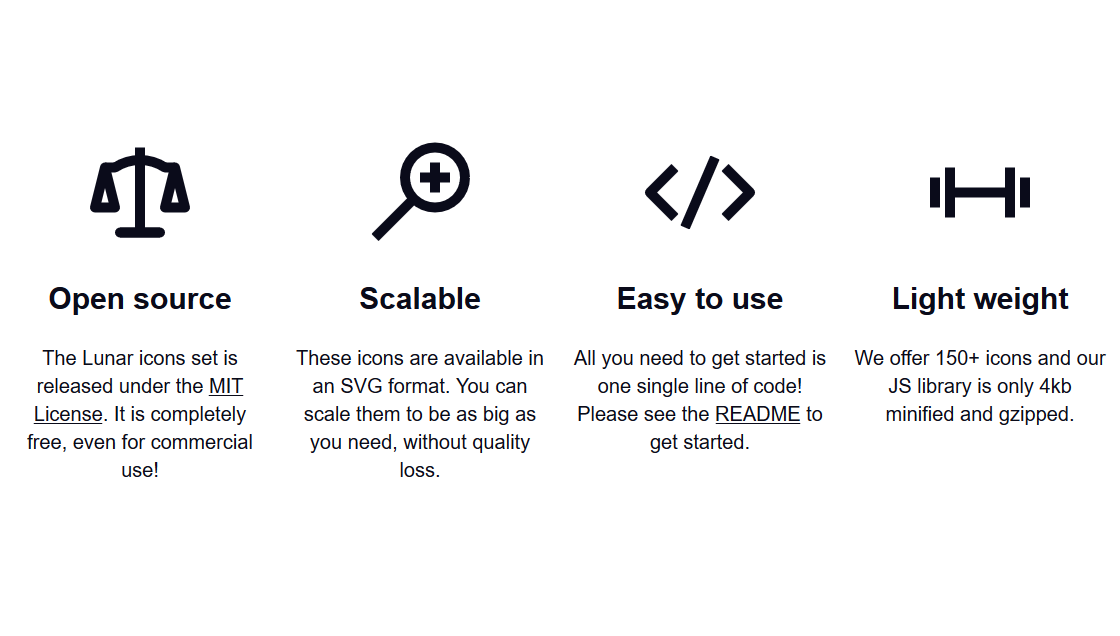 Open source
The Lunar icons set is
released under the MIT
License. It is completely
free, even for commercial
use!
Scalable
These icons are available in
an SVG format. You can
scale them to be as big as
you need, without quality
loss.
Easy to use
All you need to get started is
one single line of code!
Please see the README to
get started.
Light weight
We offer 150+ icons and our
JS library is only 4kb
minified and gzipped.